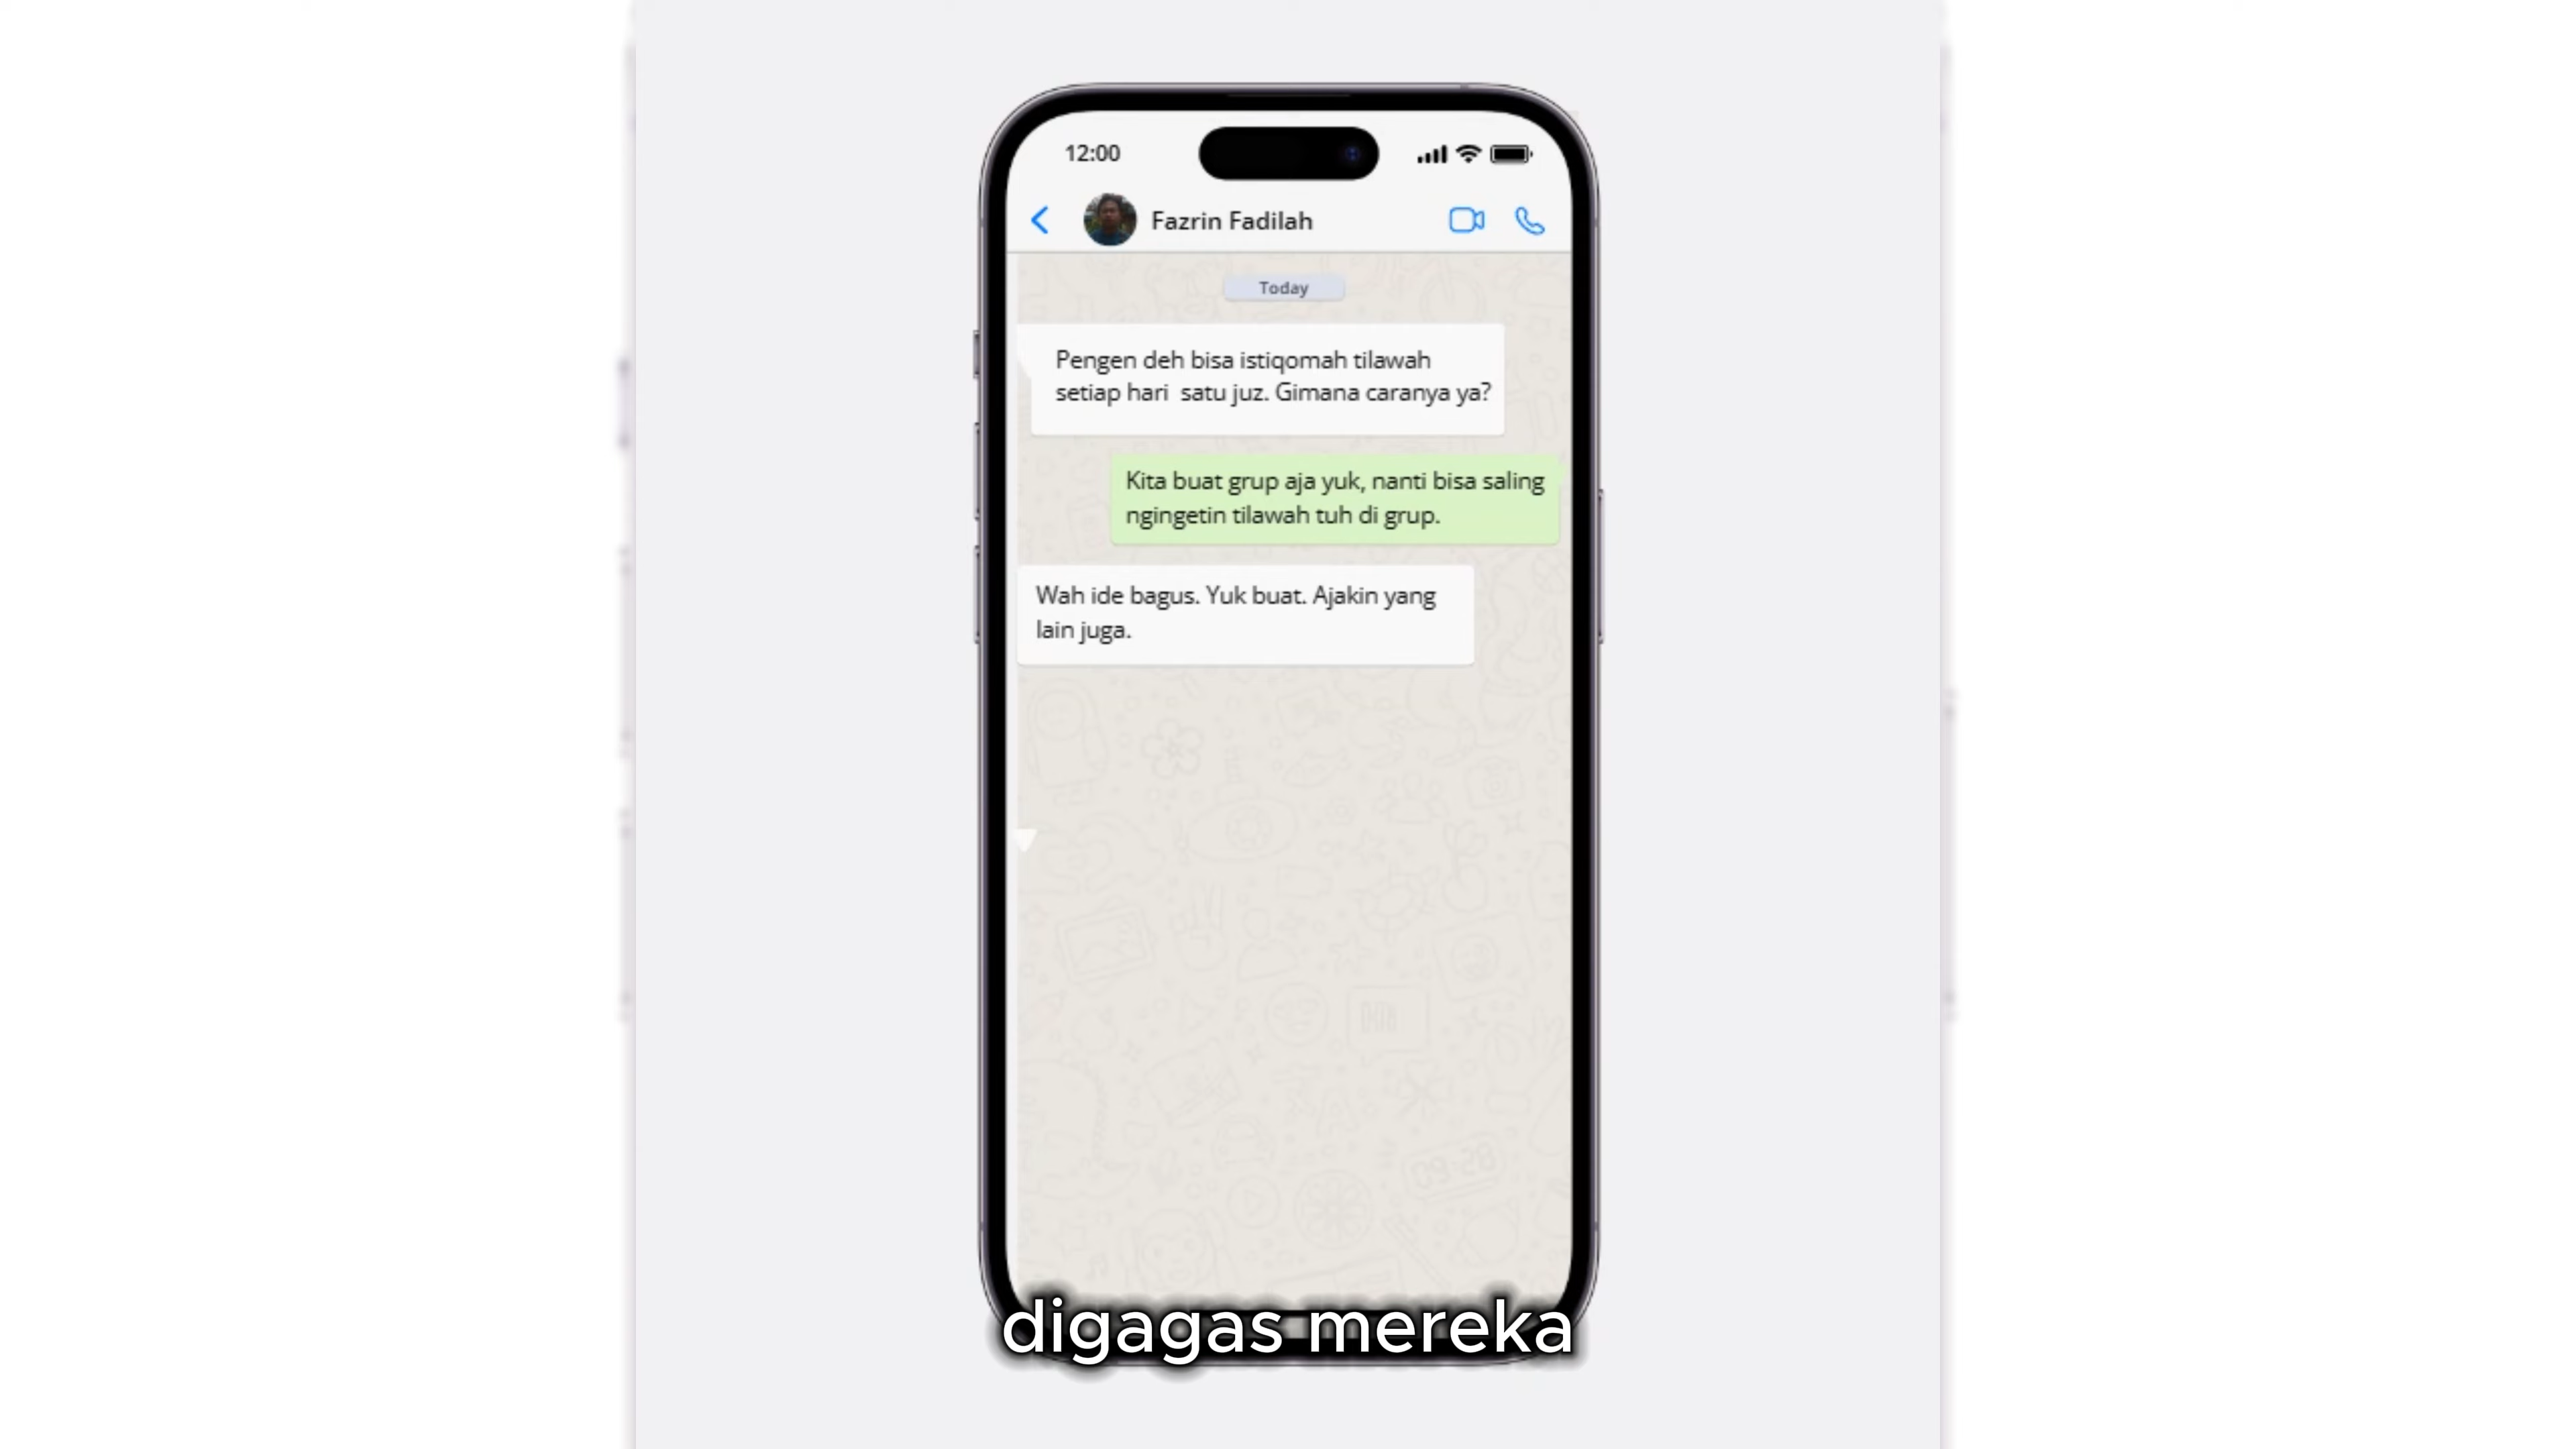 12:00
Fazrin Fadilah
Today
Pengen deh bisa istiqomah tilawah
setiap hari  satu juz. Gimana caranya ya?
Kita buat grup aja yuk, nanti bisa saling
ngingetin tilawah tuh di grup.
Wah ide bagus. Yuk buat. Ajakin yang
lain juga.
digagas mereka